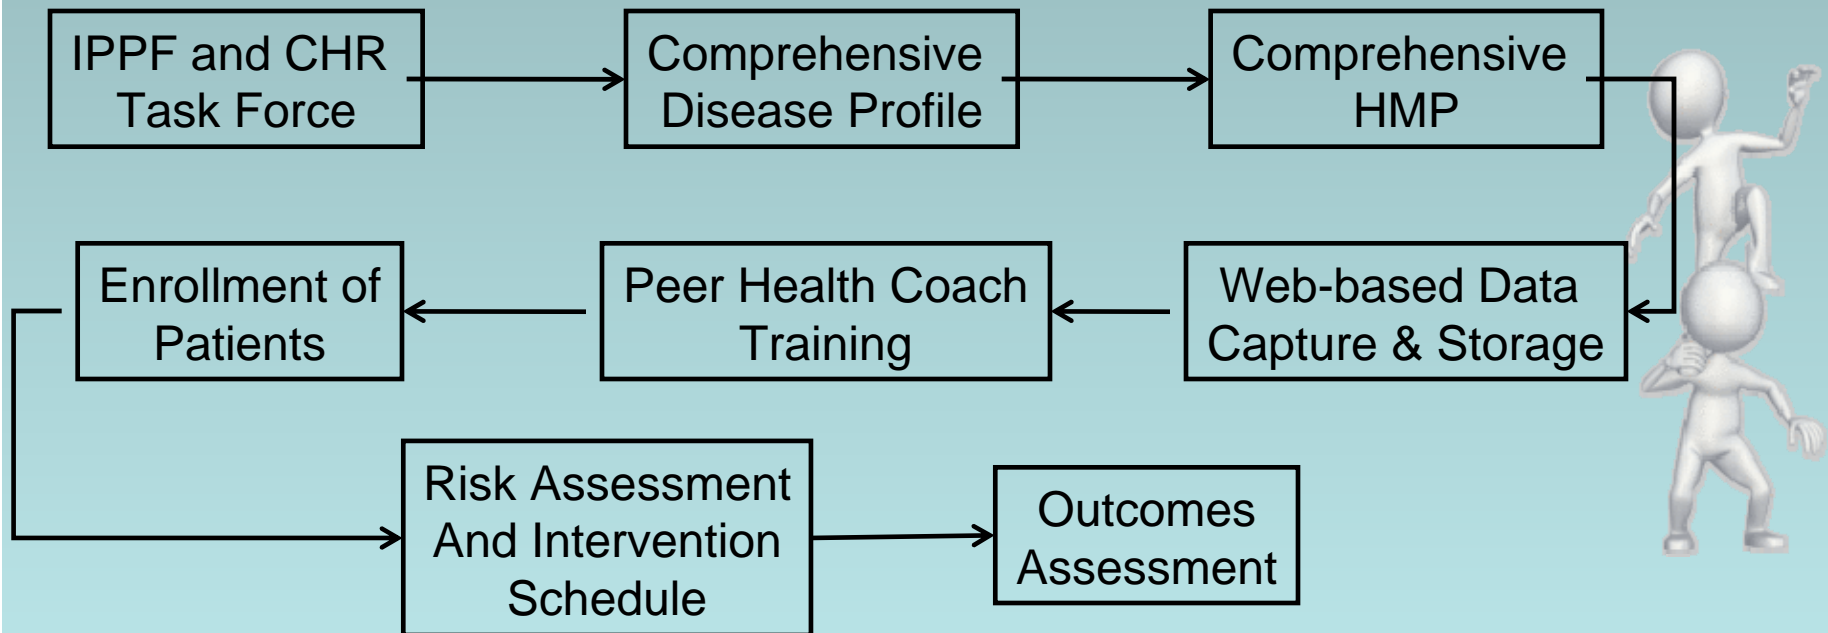 IPPF and CHR
Task Force
Comprehensive
Disease Profile
Comprehensive
HMP
Web-based Data
Capture & Storage
Peer Health Coach
Training
Enrollment of
Patients
Risk Assessment
And Intervention
Schedule
Outcomes
Assessment